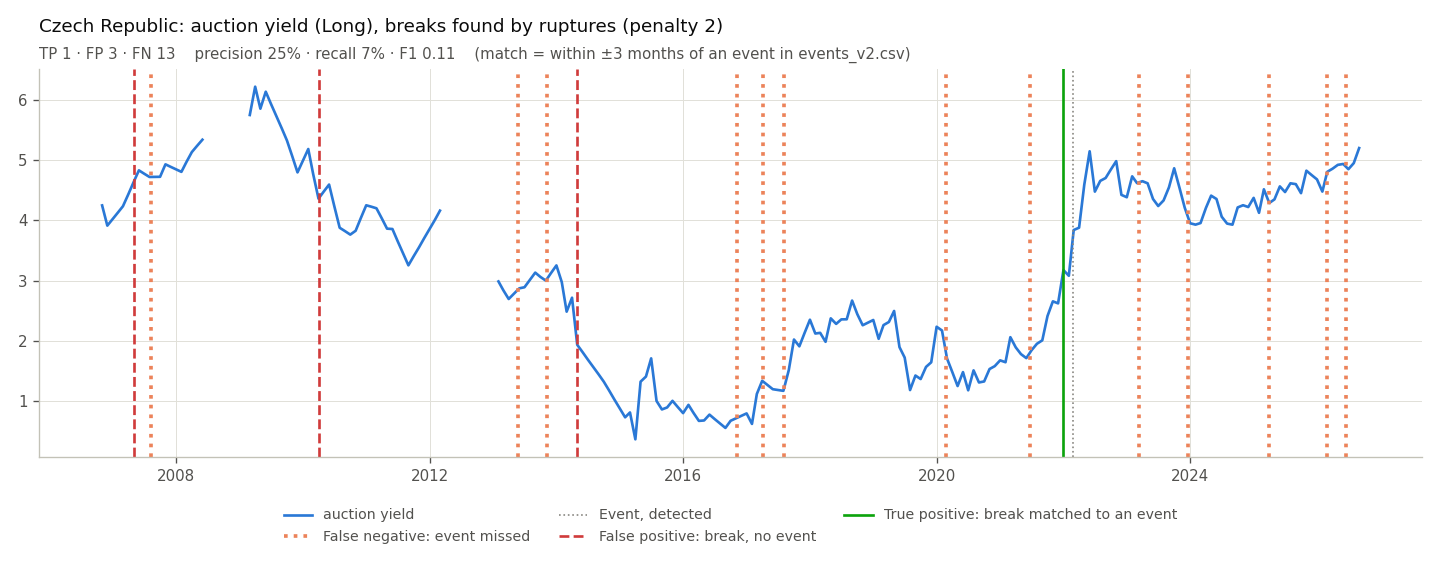 Czech Republic: auction yield (Long), breaks found by ruptures (penalty 2)
TP 1 · FP 3 · FN 13    precision 25% · recall 7% · F1 0.11    (match = within ±3 months of an event in events_v2.csv)
6
5
4
3
2
1
2008
2012
2016
2020
2024
auction yield
Event, detected
True positive: break matched to an event
False negative: event missed
False positive: break, no event